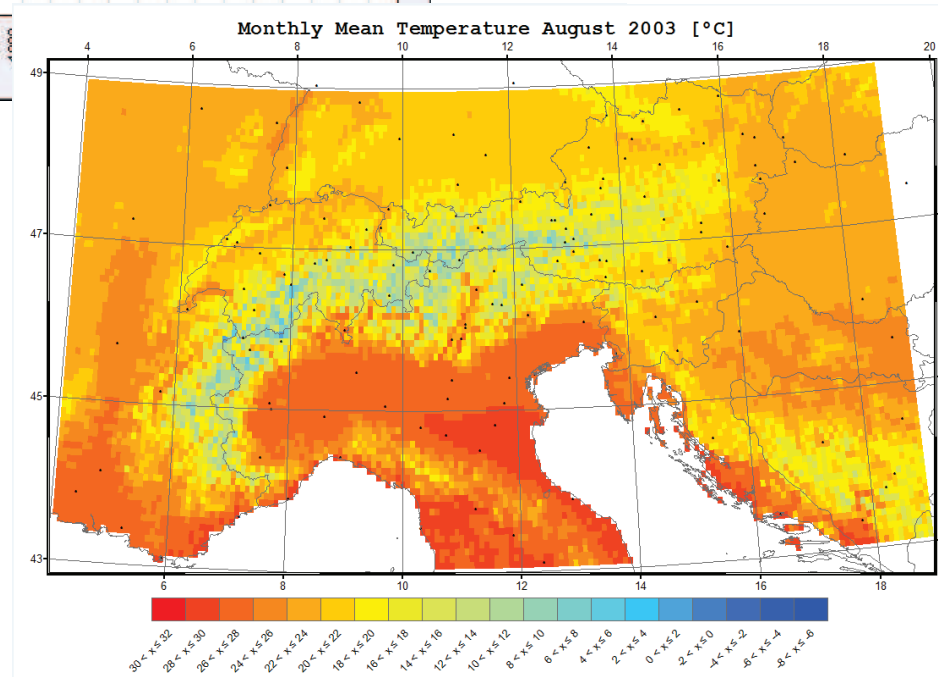 Monthly Mean Temperature August 2003 [°C]
4 6 8 10 12 14 16 18 20
49
47
45
43
6 8 10 12 14 16 18
30 < x ≤ 32
28 < x ≤ 30
26 < x ≤ 28
24 < x ≤ 26
22 < x ≤ 24
20 < x ≤ 22
18 < x ≤ 20
16 < x ≤ 18
14 < x ≤ 16
12 < x ≤ 14
10 < x ≤ 12
8 < x ≤ 10
6 < x ≤ 8
4 < x ≤ 6
2 < x ≤ 4
0 < x ≤ 2
-2 < x ≤ 0
-4 < x ≤ -2
-6 < x ≤ -4
-8 < x ≤ -6